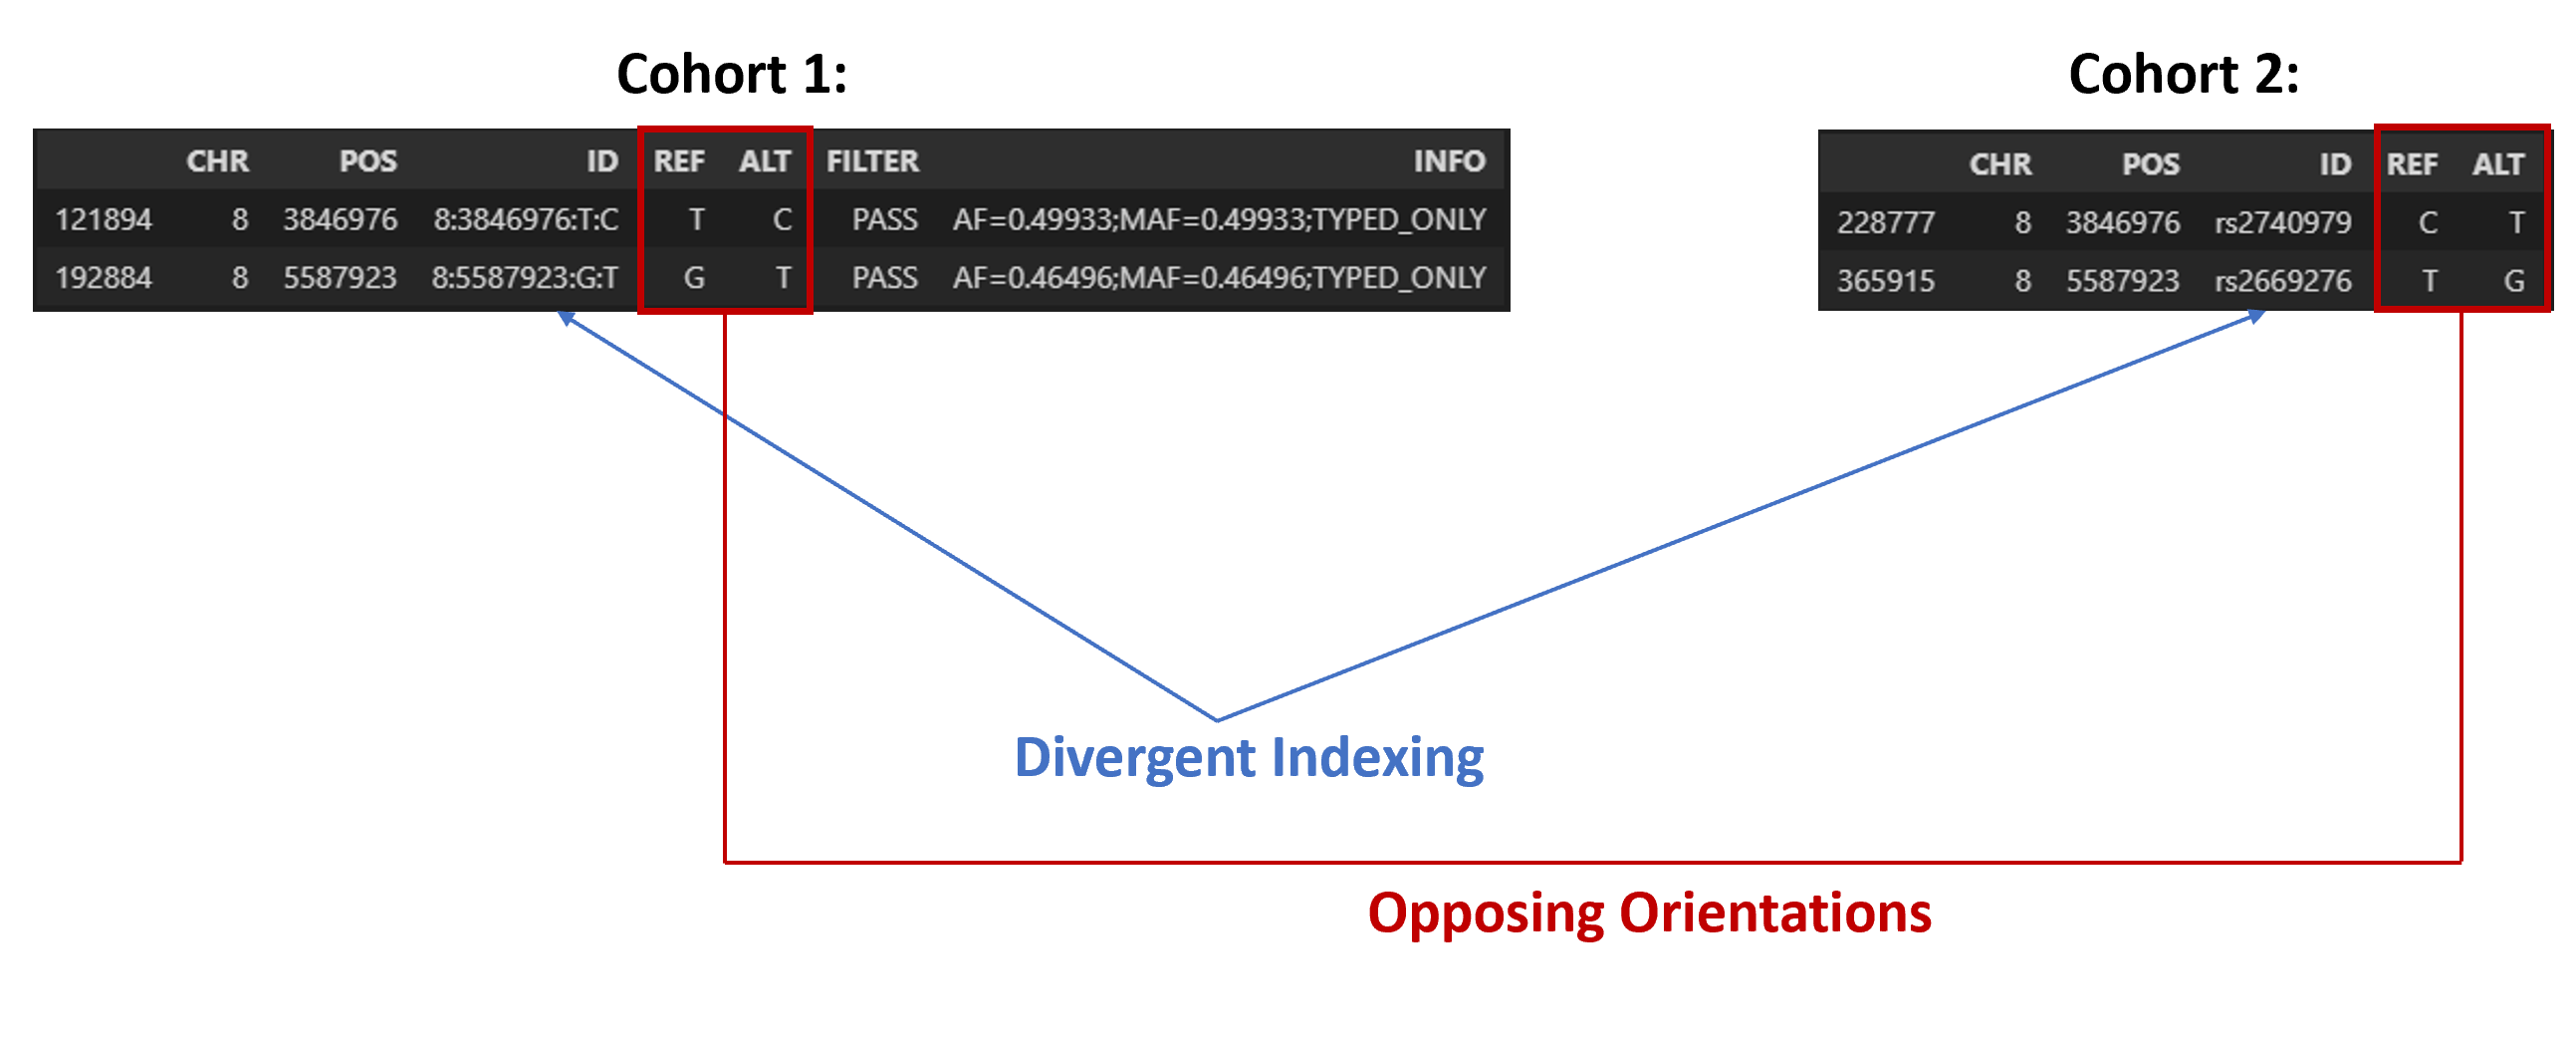 Cohort 1:
CHR POS ID REF ALT FILTER INFO
121894 8 3846976 8:3846976:T:C T C PASS AF=0.49933;MAF=0.49933;TYPED_ONLY
192884 8 5587923 8:5587923:G:T G T PASS AF=0.46496;MAF=0.46496;TYPED_ONLY
Cohort 2:
CHR POS ID REF ALT
228777 8 3846976 rs2740979 C T
365915 8 5587923 rs2669276 T G
Divergent Indexing
Opposing Orientations